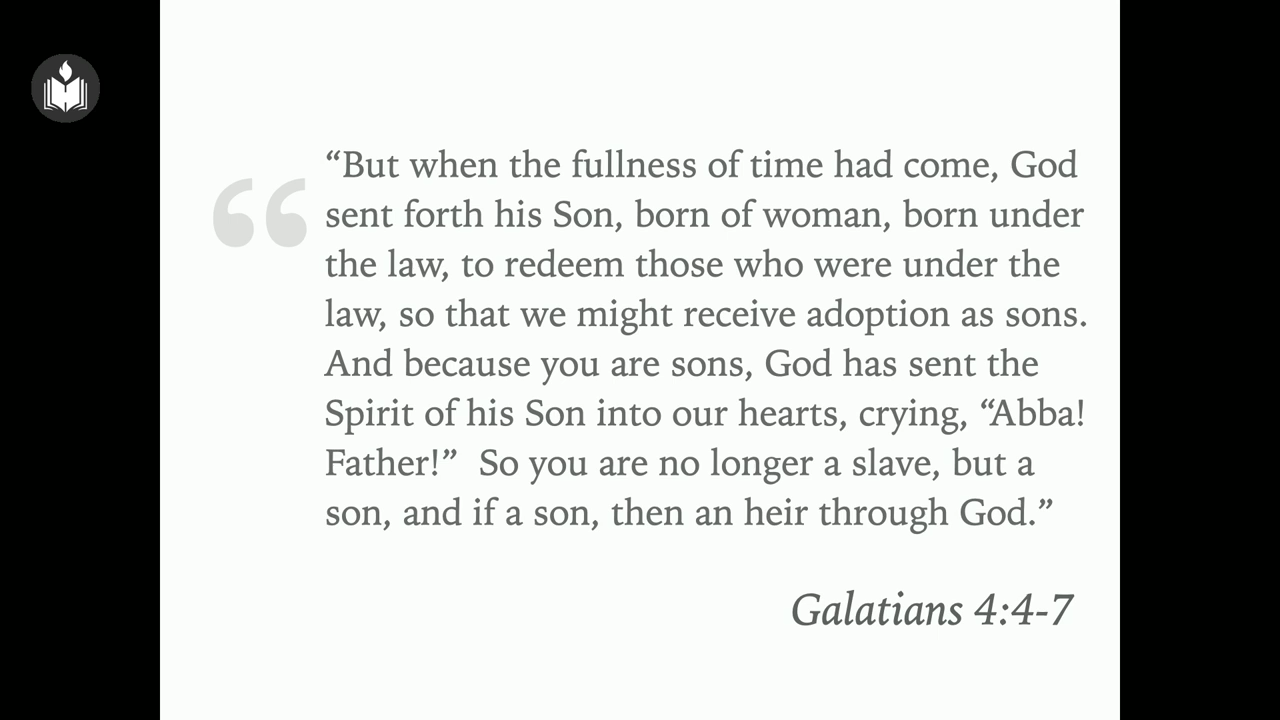 “But when the fullness of time had come, God
sent forth his Son, born of woman, born under
the law, to redeem those who were under the
law, so that we might receive adoption as sons.
And because you are sons, God has sent the
Spirit of his Son into our hearts, crying, “Abba!
Father!”  So you are no longer a slave, but a
son, and if a son, then an heir through God.”
Galatians 4:4-7